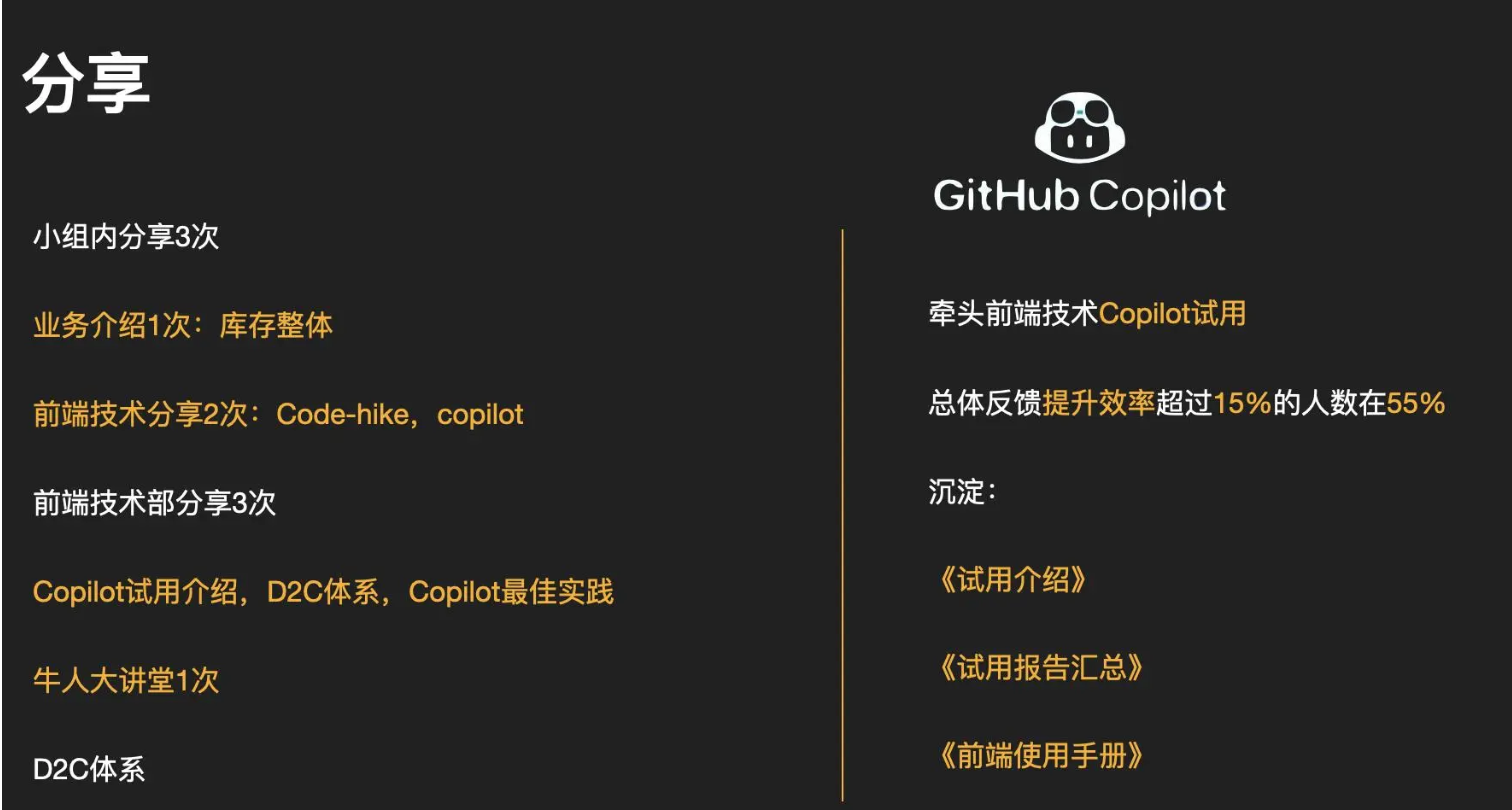 分享
小组内分享3次
业务介绍1次：库存整体
前端技术分享2次：Code-hike，copilot
前端技术部分享3次
Copilot试用介绍，D2C体系，Copilot最佳实践
牛人大讲堂1次
D2C体系
GitHub Copilot
牵头前端技术Copilot试用
总体反馈提升效率超过15%的人数在55%
沉淀：
《试用介绍》
《试用报告汇总》
《前端使用手册》